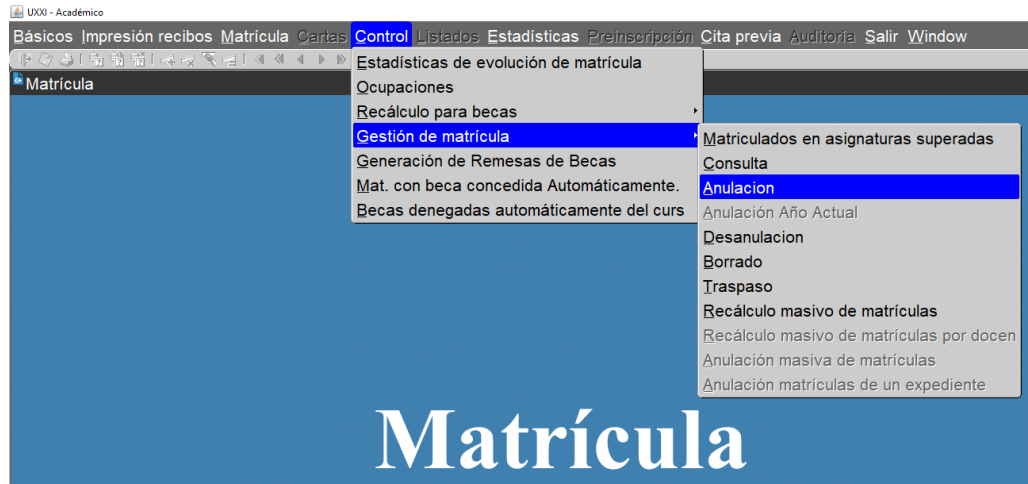 UXXI - Académico
Básicos Impresión recibos Matrícula Cartas Control Listados Estadísticas Preinscripción Cita previa Auditoría Salir Window
Matrícula
Estadísticas de evolución de matrícula
Ocupaciones
Recálculo para becas
Gestión de matrícula
Generación de Remesas de Becas
Mat. con beca concedida Automáticamente.
Becas denegadas automáticamente del curs
Matriculados en asignaturas superadas
Consulta
Anulacion
Anulación Año Actual
Desanulacion
Borrado
Traspaso
Recálculo masivo de matrículas
Recálculo masivo de matrículas por docen
Anulación masiva de matrículas
Anulación matrículas de un expediente
Matrícula